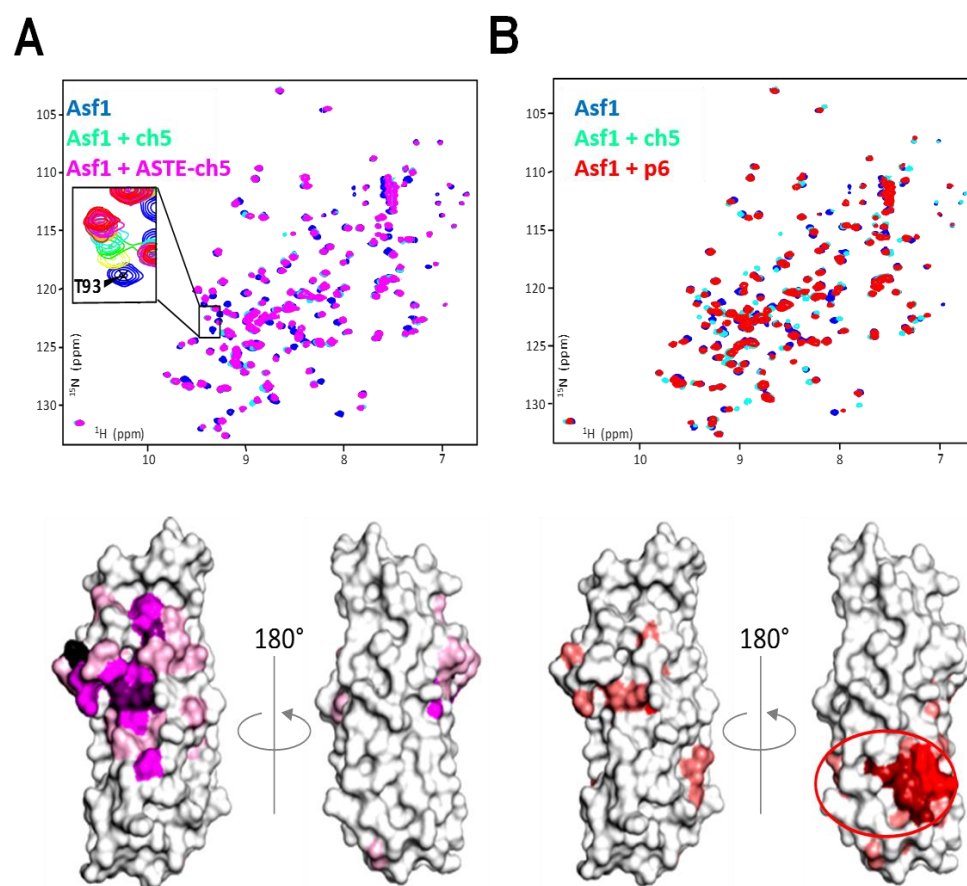 A
Asf1
Asf1 + ch5
Asf1 + ASTE-ch5
T93
105
110
115
120
125
130
¹⁵N (ppm)
¹H (ppm)
10
9
8
7
180°
B
Asf1
Asf1 + ch5
Asf1 + p6
105
110
115
120
125
130
¹⁵N (ppm)
¹H (ppm)
10
9
8
7
180°